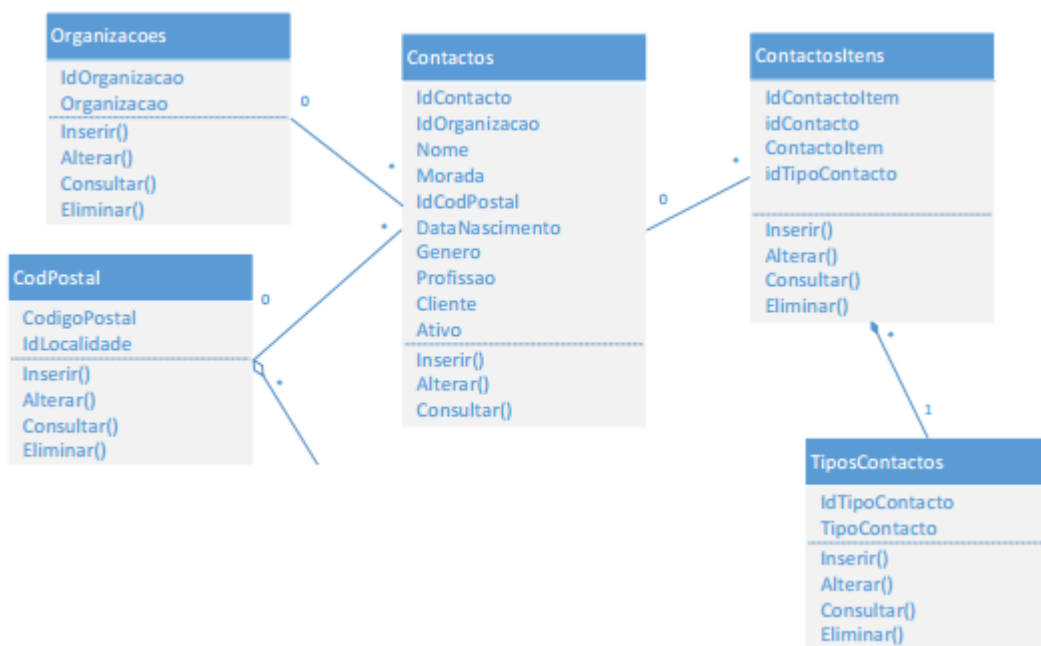 Organizacoes
IdOrganizacao
Organizacao
Inserir()
Alterar()
Consultar()
Eliminar()
0
*
Contactos
IdContacto
IdOrganizacao
Nome
Morada
IdCodPostal
DataNascimento
Genero
Profissao
Cliente
Ativo
Inserir()
Alterar()
Consultar()
ContactosItens
IdContactoItem
idContacto
ContactoItem
idTipoContacto
Inserir()
Alterar()
Consultar()
Eliminar()
*
0
CodPostal
CodigoPostal
IdLocalidade
Inserir()
Alterar()
Consultar()
Eliminar()
0
*
*
*
1
TiposContactos
IdTipoContacto
TipoContacto
Inserir()
Alterar()
Consultar()
Eliminar()